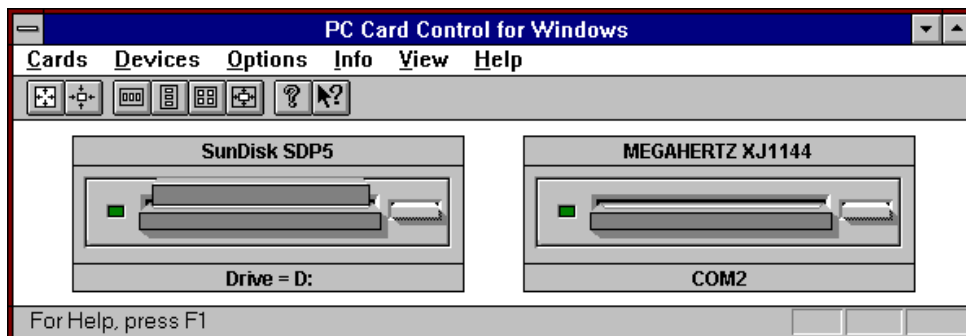 PC Card Control for Windows
Cards Devices Options Info View Help
SunDisk SDP5
MEGAHERTZ XJ1144
Drive = D:
COM2
For Help, press F1